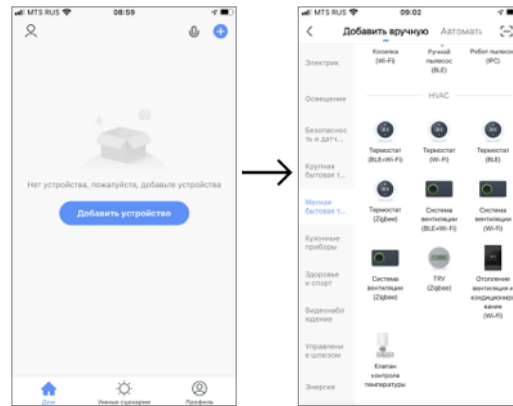 MTS RUS 08:59
Нет устройства, пожалуйста, добавьте устройства
Добавить устройство
Дом Умные сценарии Профиль
MTS RUS 09:02
Добавить вручную Автомати
Электрик
Освещение
Безопаснос
ть и датч...
Крупная
бытовая т...
Мелкая
бытовая т...
Кухонные
приборы
Здоровье
и спорт
Видеонабл
юдение
Управлени
е шлюзом
Энергия
Косилка
(Wi-Fi)
Ручной
пылесос
(BLE)
Робот-пылесос
(IPC)
HVAC
Термостат
(BLE+Wi-Fi)
Термостат
(Wi-Fi)
Термостат
(BLE)
Термостат
(Zigbee)
Система
вентиляции
(BLE+Wi-Fi)
Система
вентиляции
(Wi-Fi)
Система
вентиляции
(Zigbee)
TRV
(Zigbee)
Отопление
вентиляция и
кондициониро
вание
(Wi-Fi)
Клапан
контроля
температуры